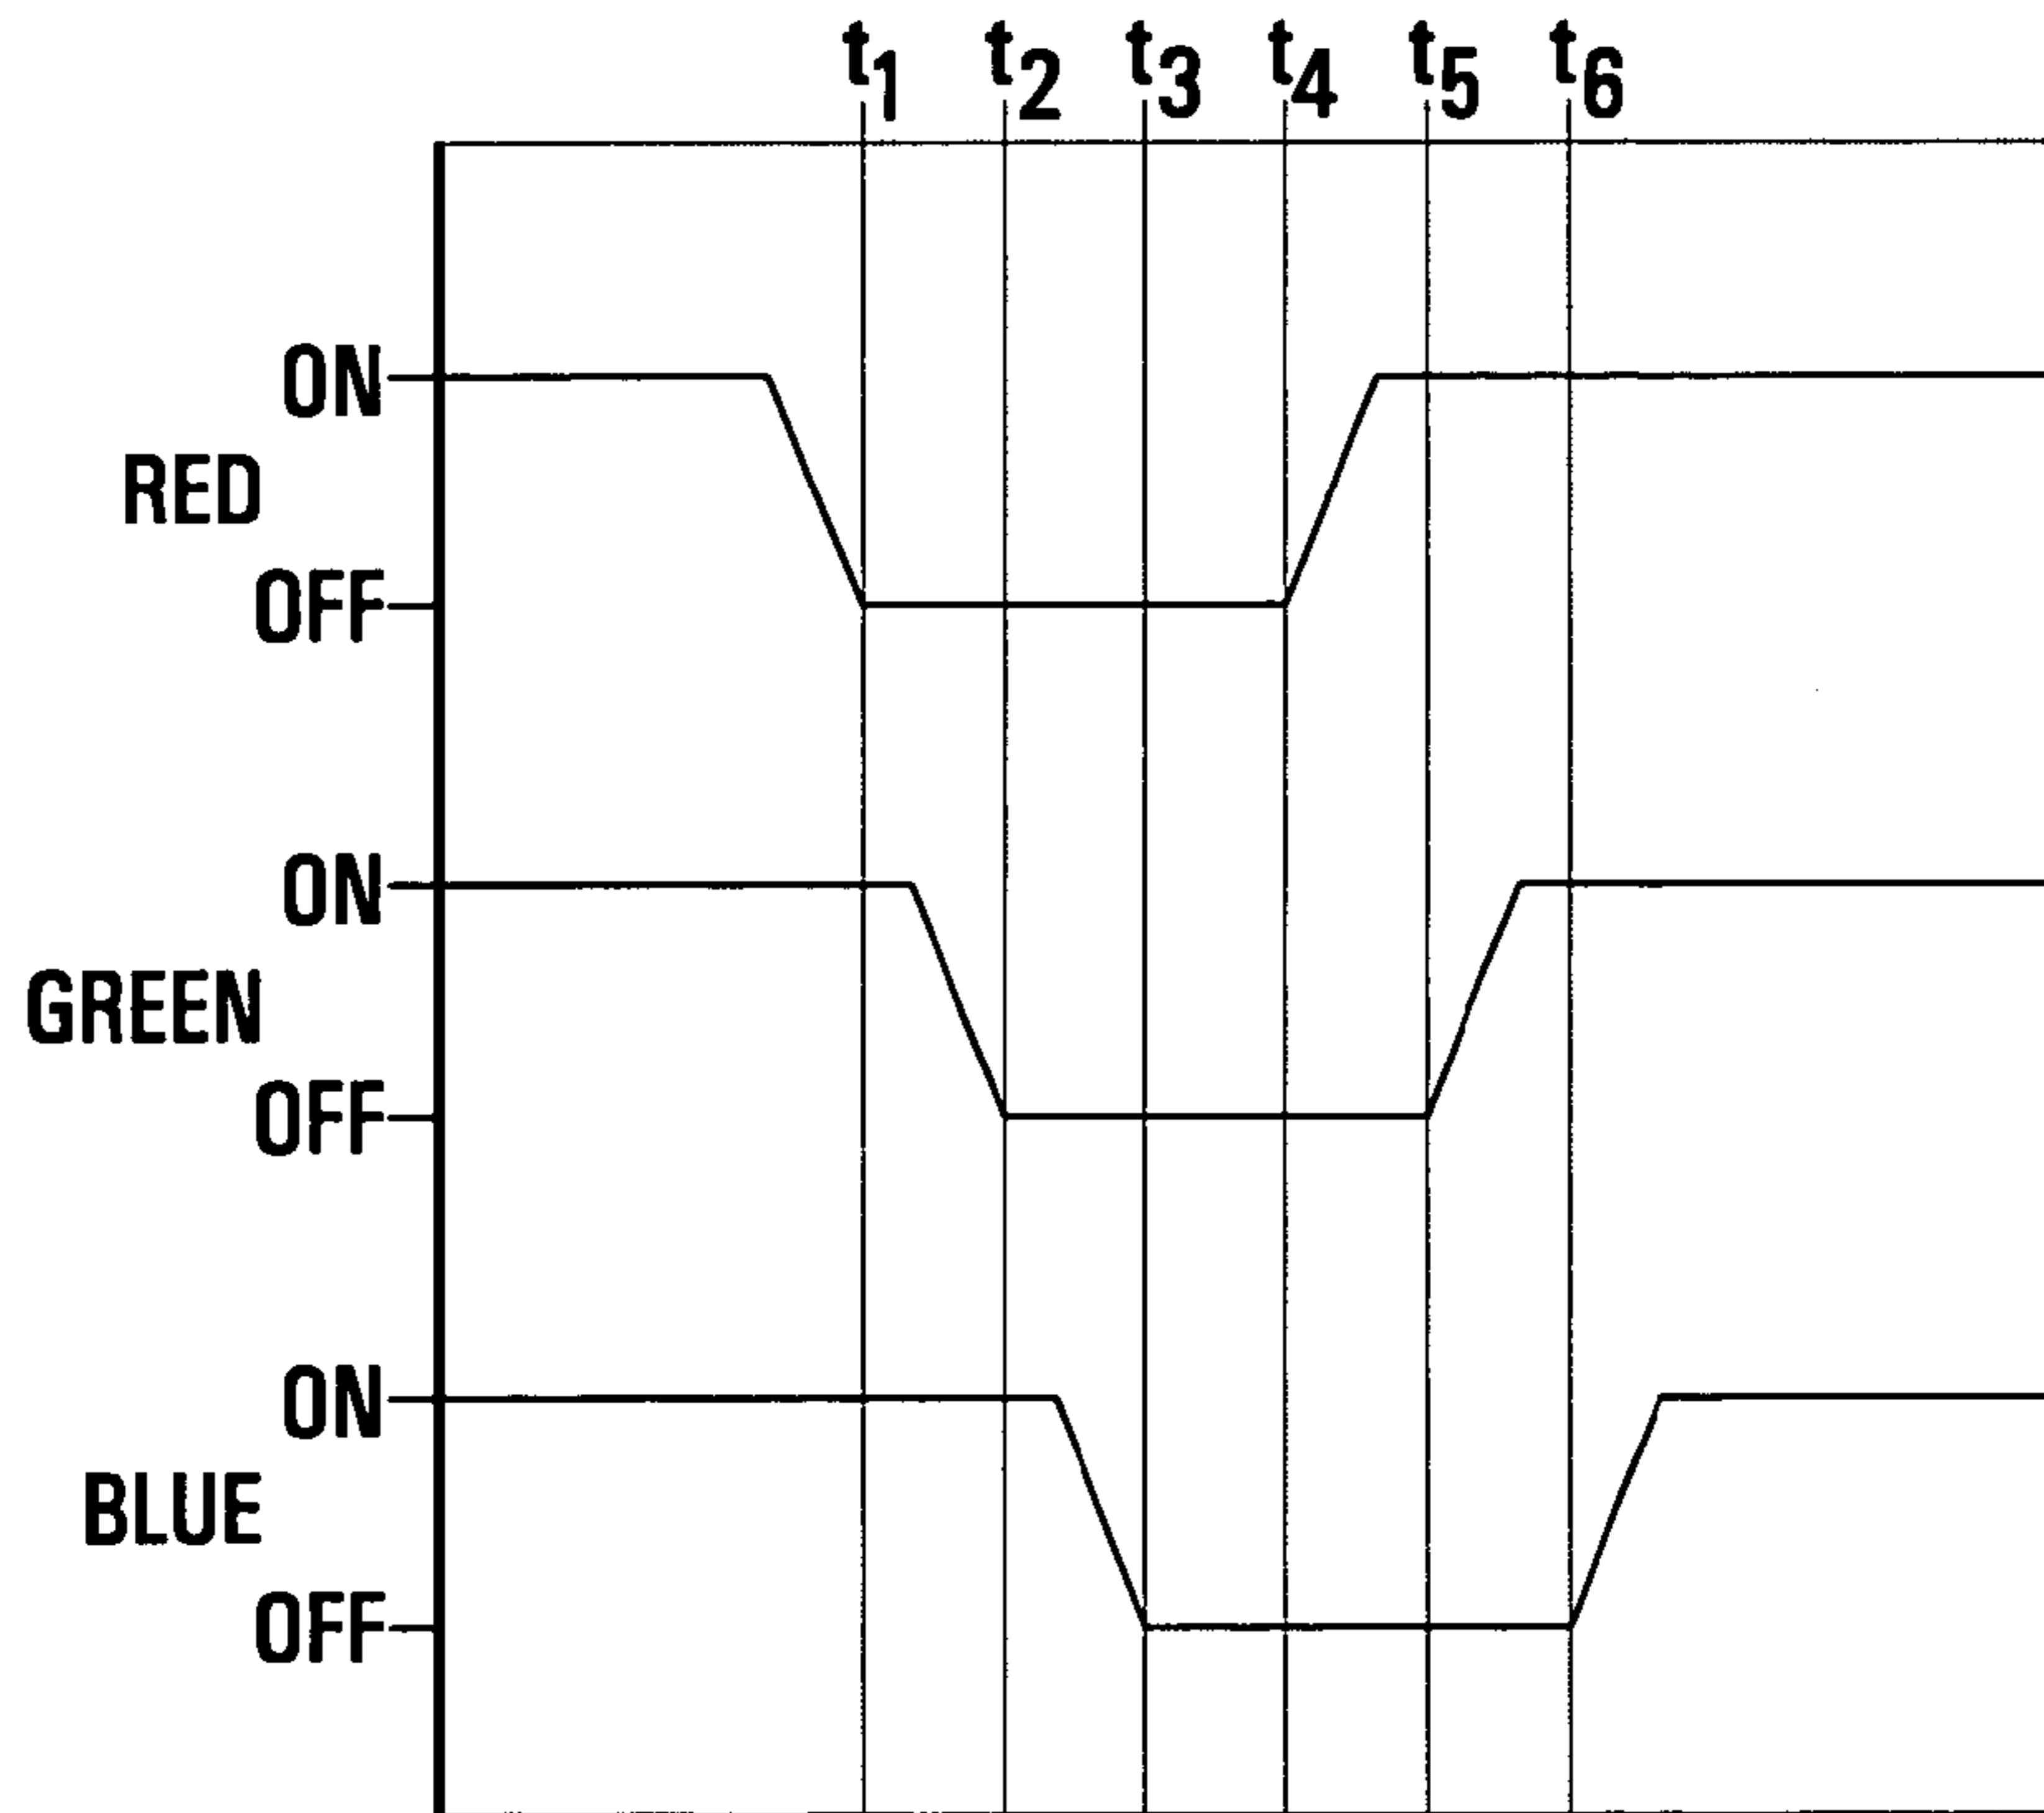 t1 t2 t3 t4 t5 t6
ON
RED
OFF
ON
GREEN
OFF
ON
BLUE
OFF